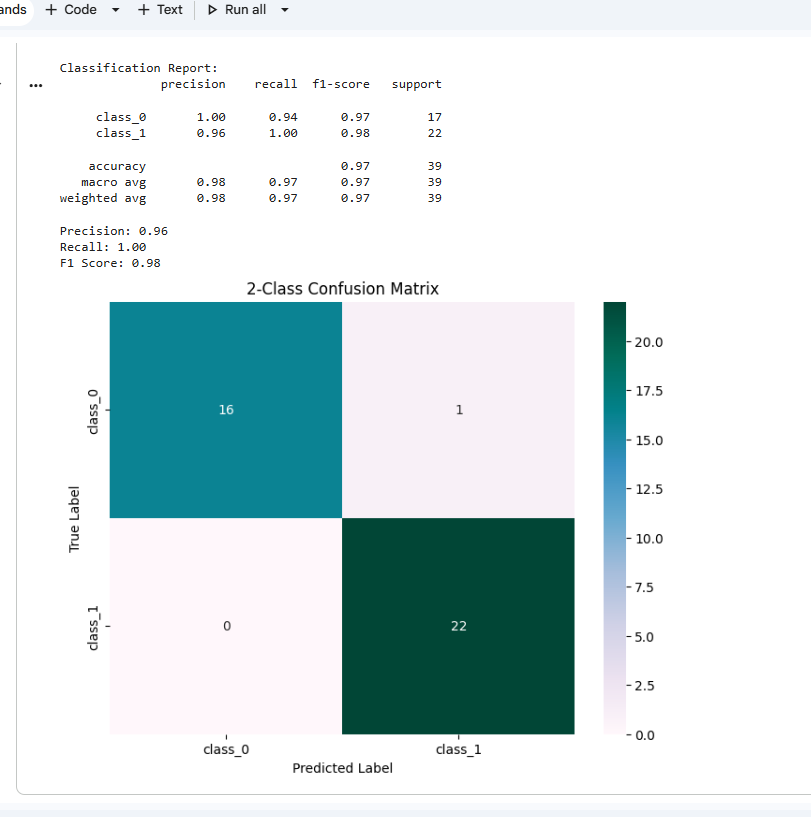 ands + Code + Text Run all
Classification Report:
precision recall f1-score support
class_0 1.00 0.94 0.97 17
class_1 0.96 1.00 0.98 22
accuracy 0.97 39
macro avg 0.98 0.97 0.97 39
weighted avg 0.98 0.97 0.97 39
Precision: 0.96
Recall: 1.00
F1 Score: 0.98
2-Class Confusion Matrix
True Label
class_0
class_1
16 1
0 22
class_0 class_1
Predicted Label
20.0
17.5
15.0
12.5
10.0
7.5
5.0
2.5
0.0